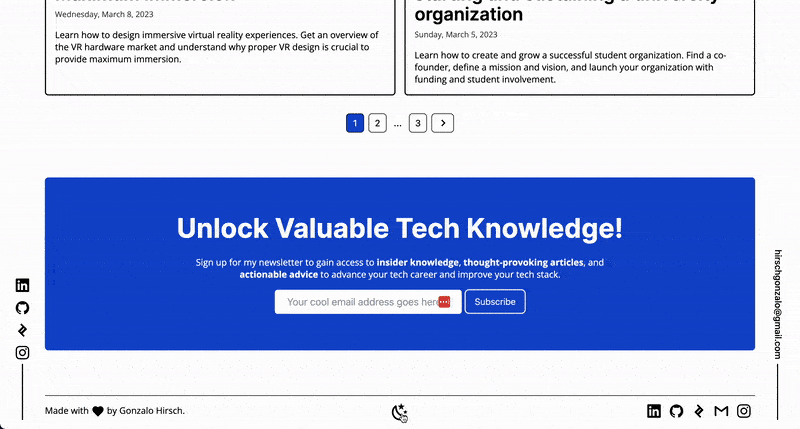 Wednesday, March 8, 2023
Learn how to design immersive virtual reality experiences. Get an overview of
the VR hardware market and understand why proper VR design is crucial to
provide maximum immersion.
organization
Sunday, March 5, 2023
Learn how to create and grow a successful student organization. Find a co-
founder, define a mission and vision, and launch your organization with
funding and student involvement.
1 2 ... 3
Unlock Valuable Tech Knowledge!
Sign up for my newsletter to gain access to insider knowledge, thought-provoking articles, and
actionable advice to advance your tech career and improve your tech stack.
Your cool email address goes here
Subscribe
hirschgonzalo@gmail.com
Made with by Gonzalo Hirsch.